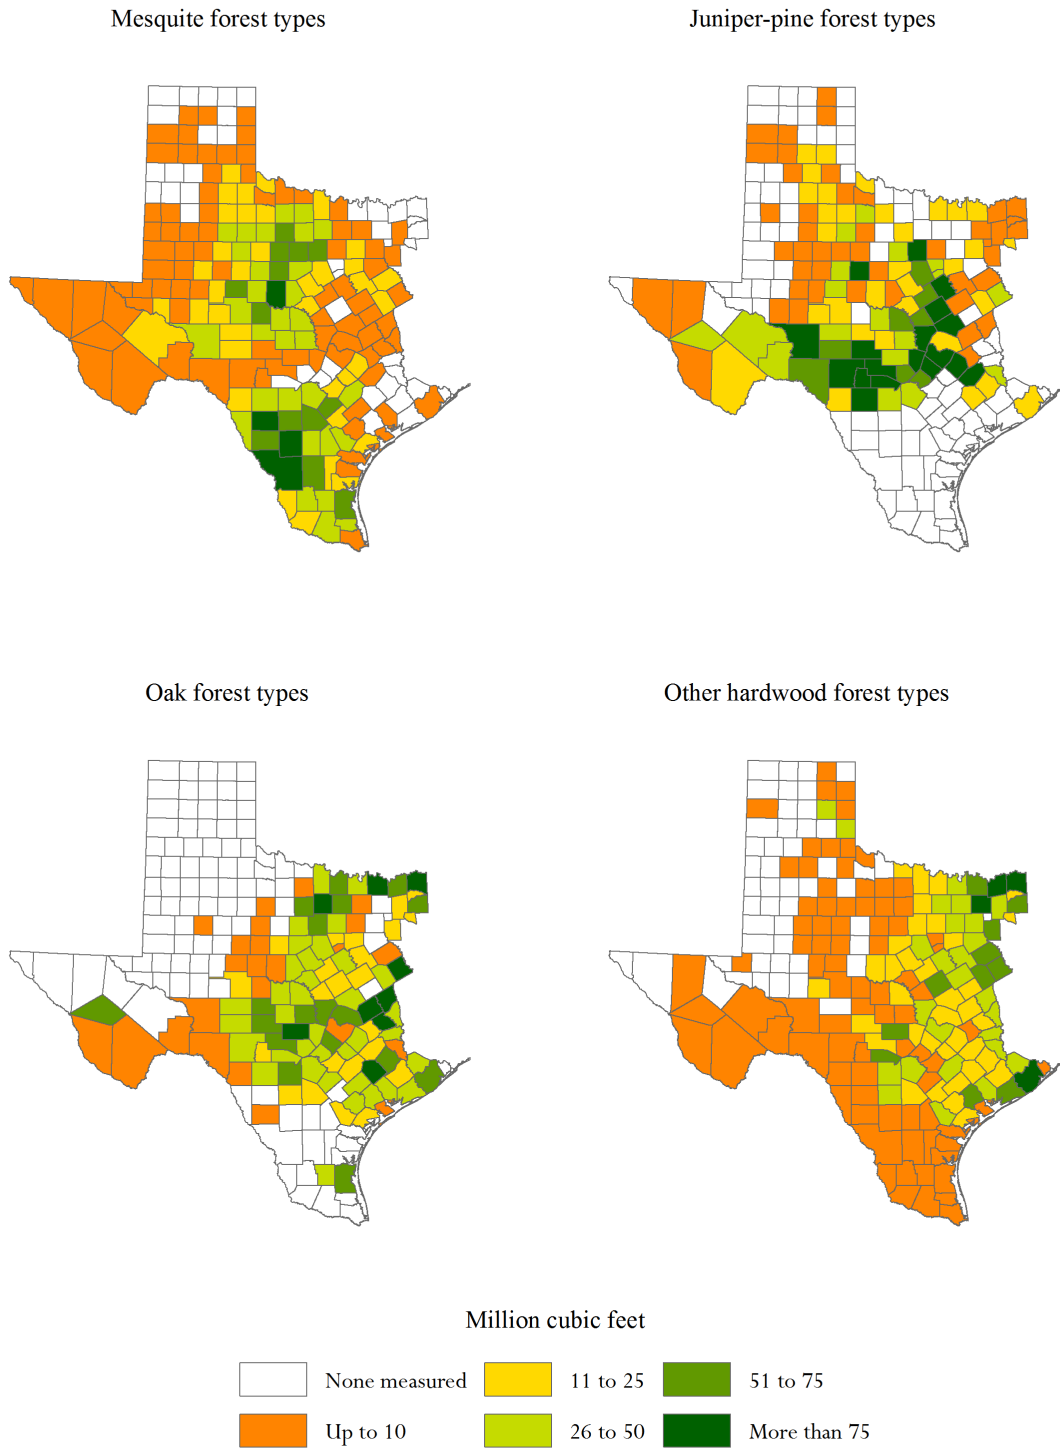 Mesquite forest types
Juniper-pine forest types
Oak forest types
Other hardwood forest types
Million cubic feet
None measured
11 to 25
51 to 75
Up to 10
26 to 50
More than 75